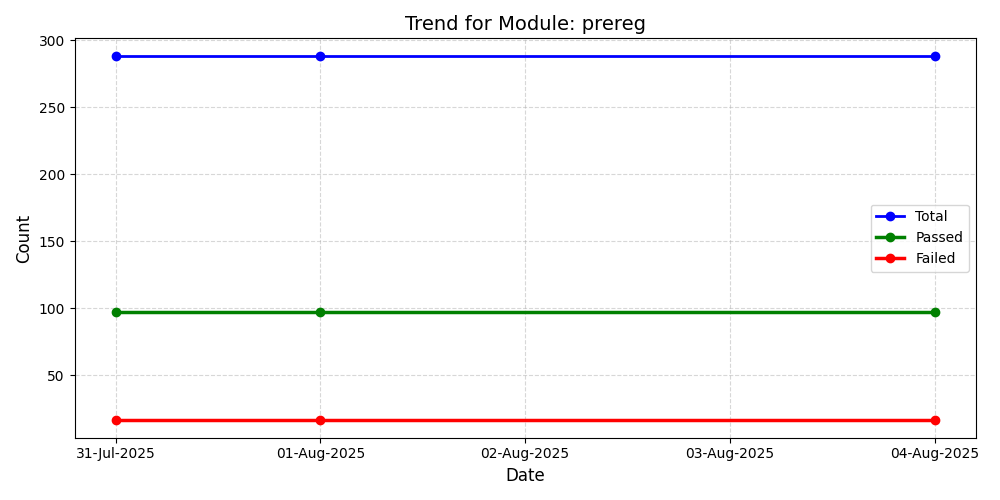 Trend for Module: prereg
300
250
200
150
100
50
Count
Total
Passed
Failed
31-Jul-2025 01-Aug-2025 02-Aug-2025 03-Aug-2025 04-Aug-2025
Date